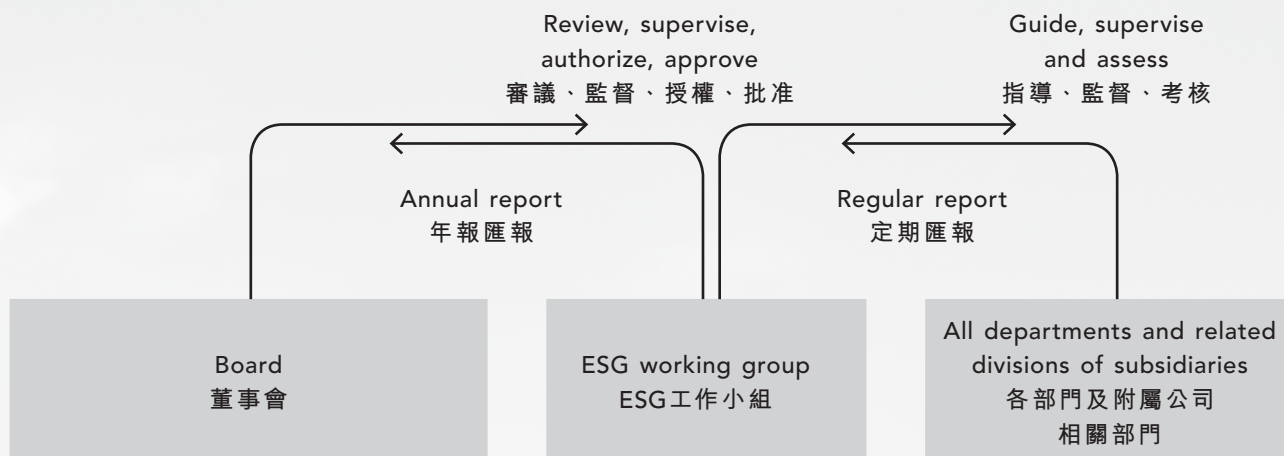 Review, supervise,
authorize, approve
審議、監督、授權、批准
Guide, supervise
and assess
指導、監督、考核
Annual report
年報匯報
Regular report
定期匯報
Board
董事會
ESG working group
ESG工作小組
All departments and related
divisions of subsidiaries
各部門及附屬公司
相關部門